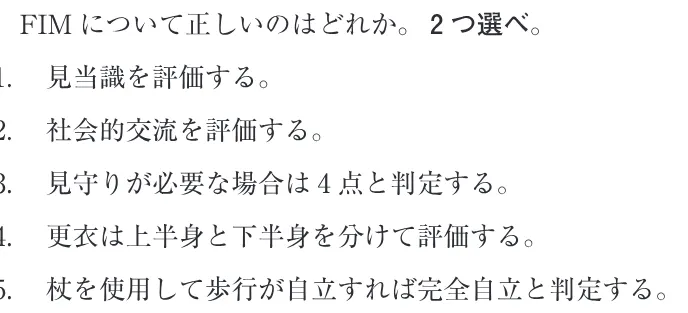 FIM について正しいのはどれか。2 つ選べ。
1. 見当識を評価する。
2. 社会的交流を評価する。
3. 見守りが必要な場合は 4 点と判定する。
4. 更衣は上半身と下半身を分けて評価する。
5. 杖を使用して歩行が自立すれば完全自立と判定する。